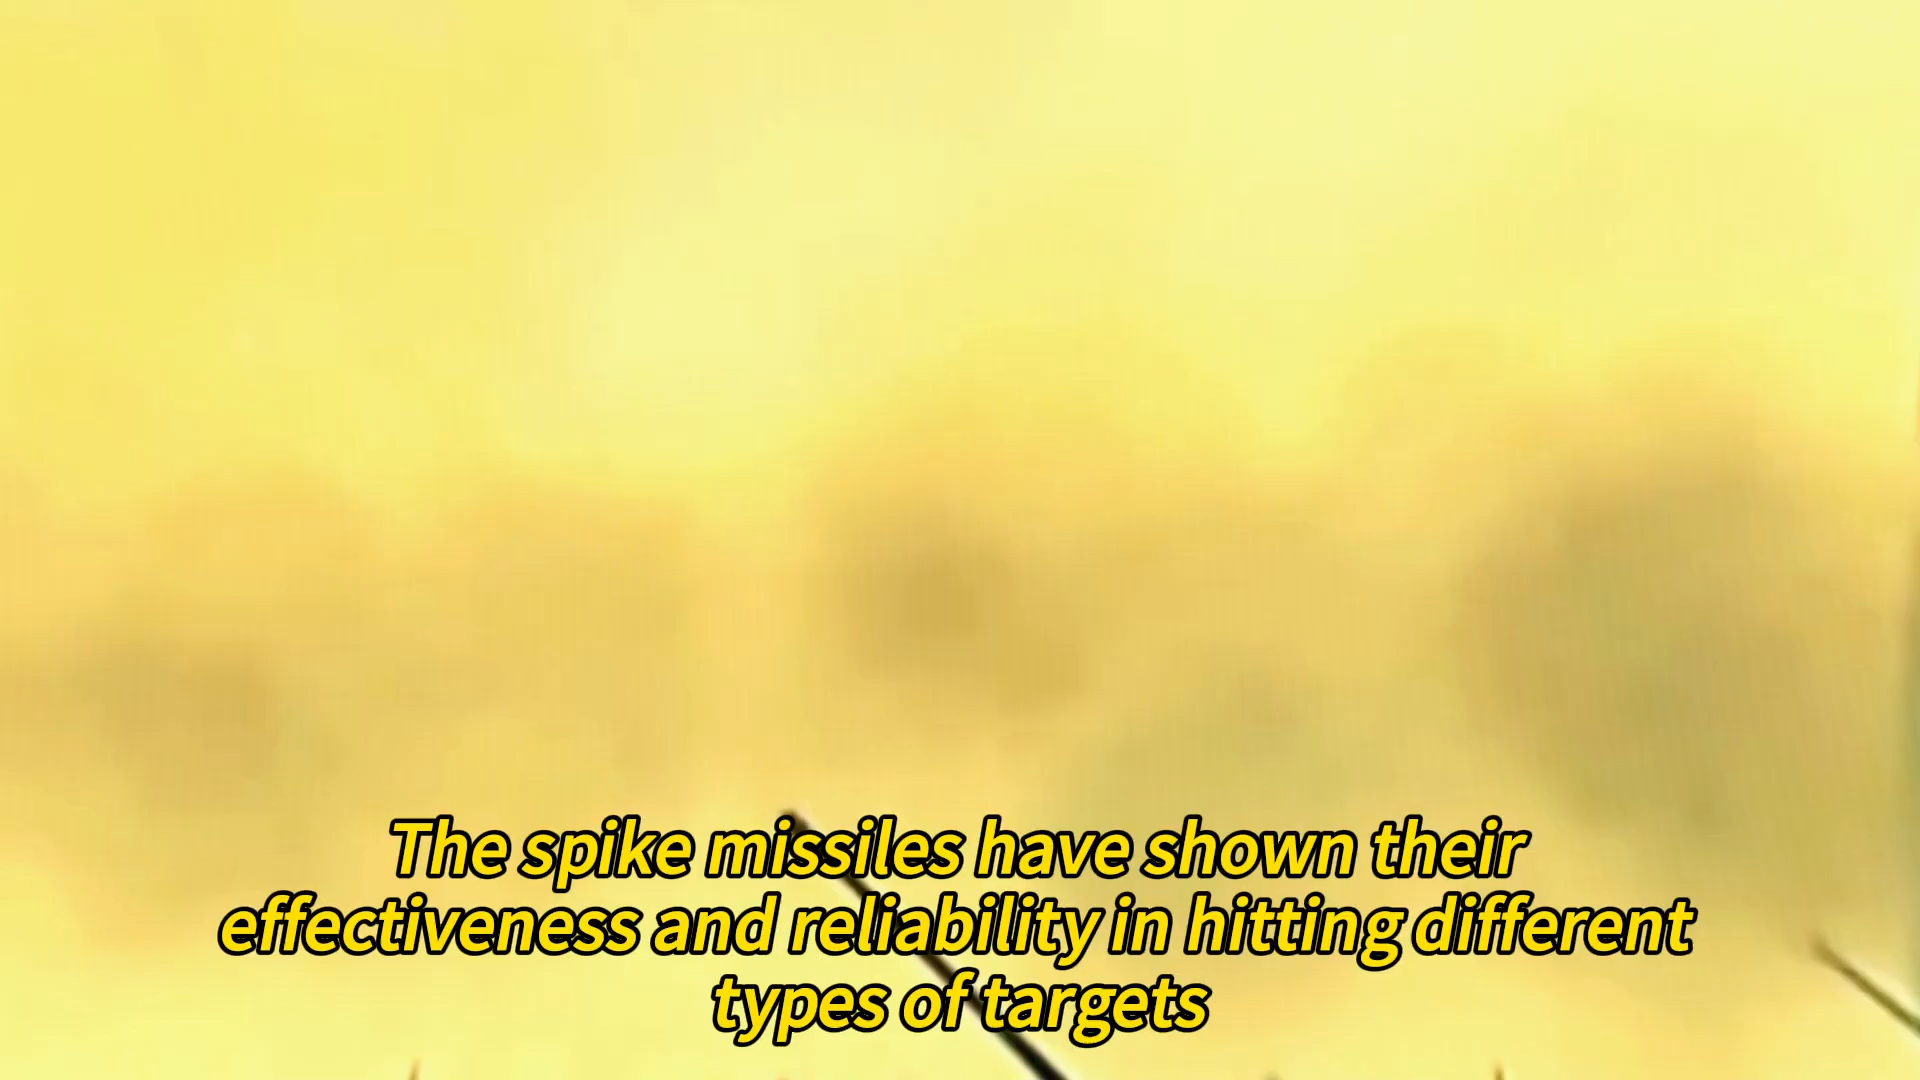 The spike missiles have shown their
effectiveness and reliability in hitting different
types of targets